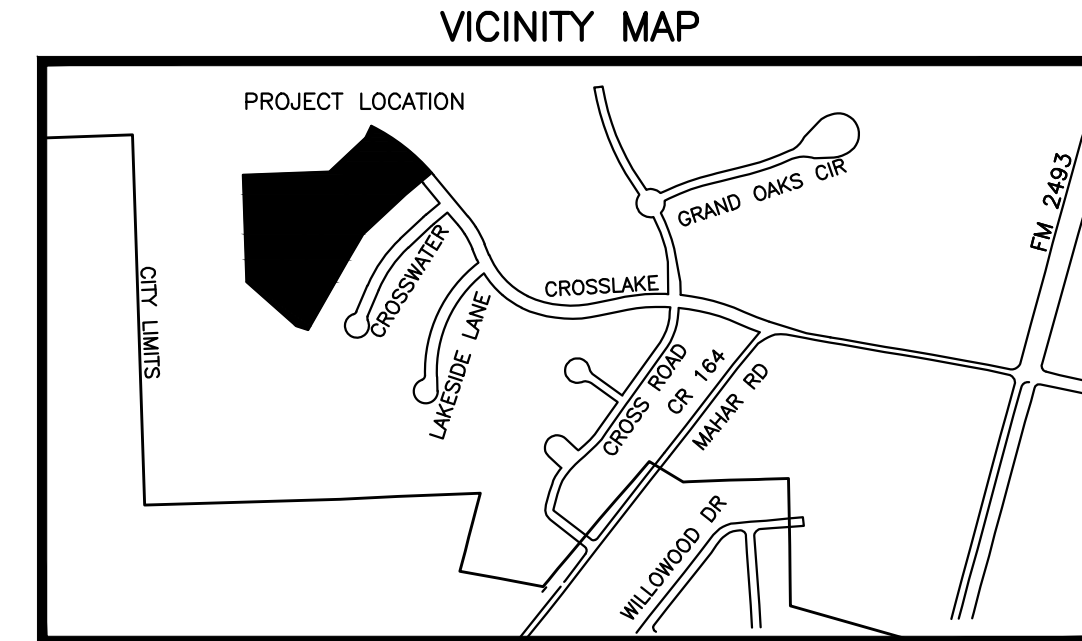 VICINITY MAP
PROJECT LOCATION
GRAND OAKS CIR
FM 2493
CROSSWATER
CITY LIMITS
CROSSLAKE
LAKESIDE LANE
CROSS ROAD
CR 164
MAHAR RD
WILLOWOOD DR